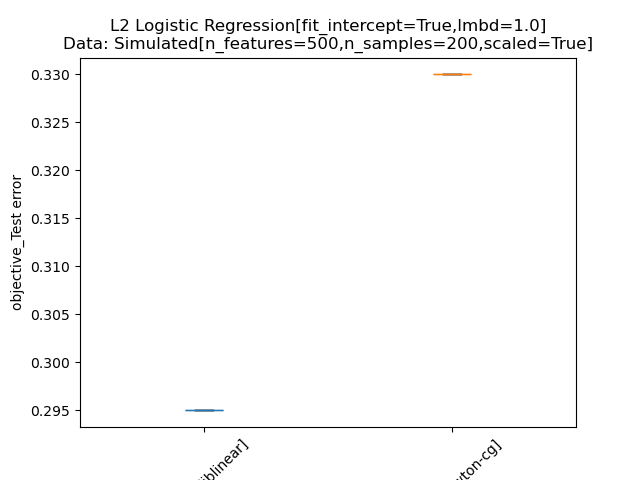 L2 Logistic Regression[fit_intercept=True,lmbd=1.0]
Data: Simulated[n_features=500,n_samples=200,scaled=True]
0.330
0.325
0.320
0.315
0.310
0.305
0.300
0.295
objective_Test error
iblinear]
ton-cg]